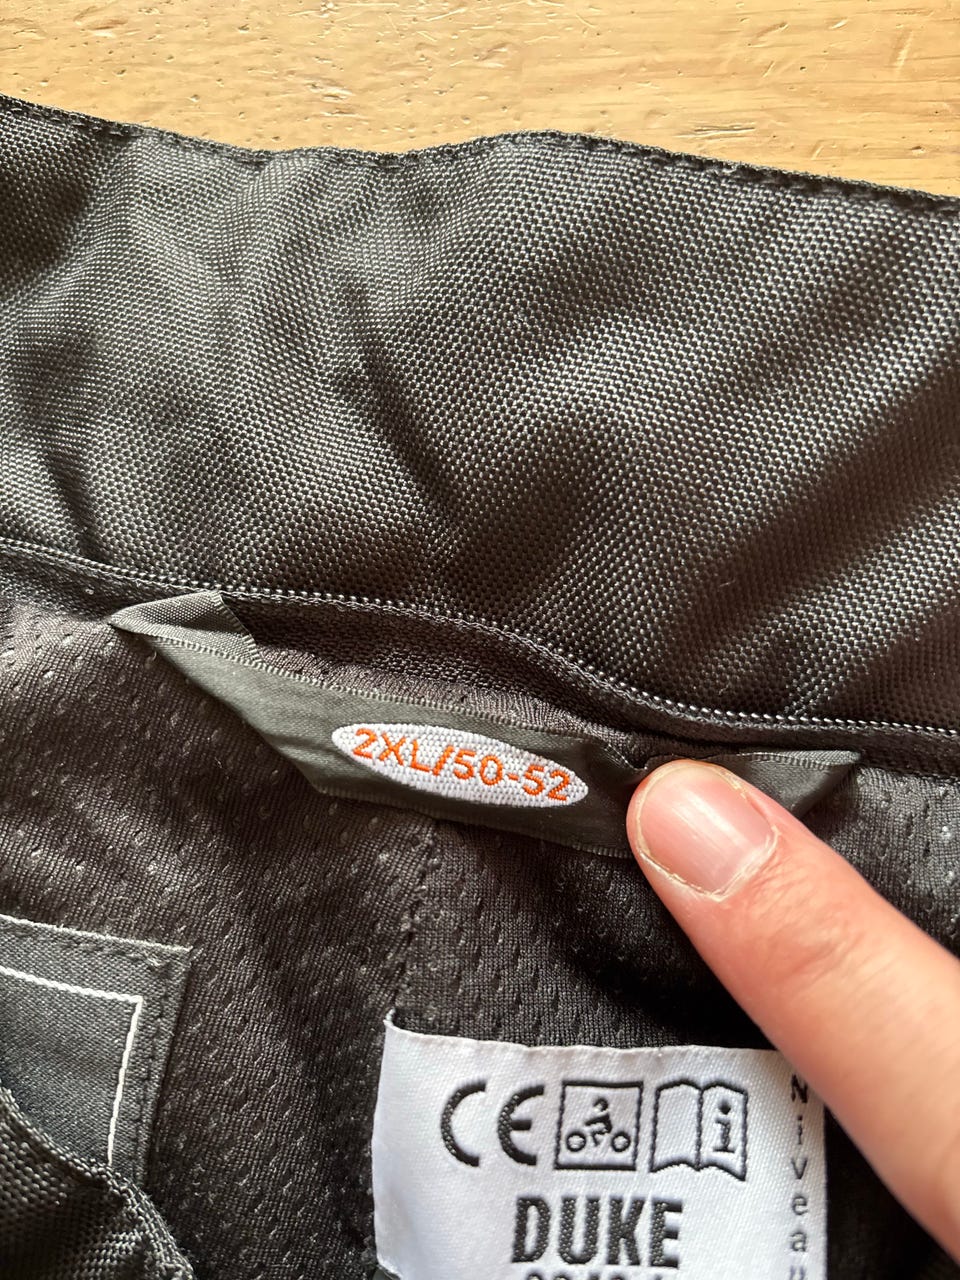 2XL/50-52
CE
i
DUKE
Niveau